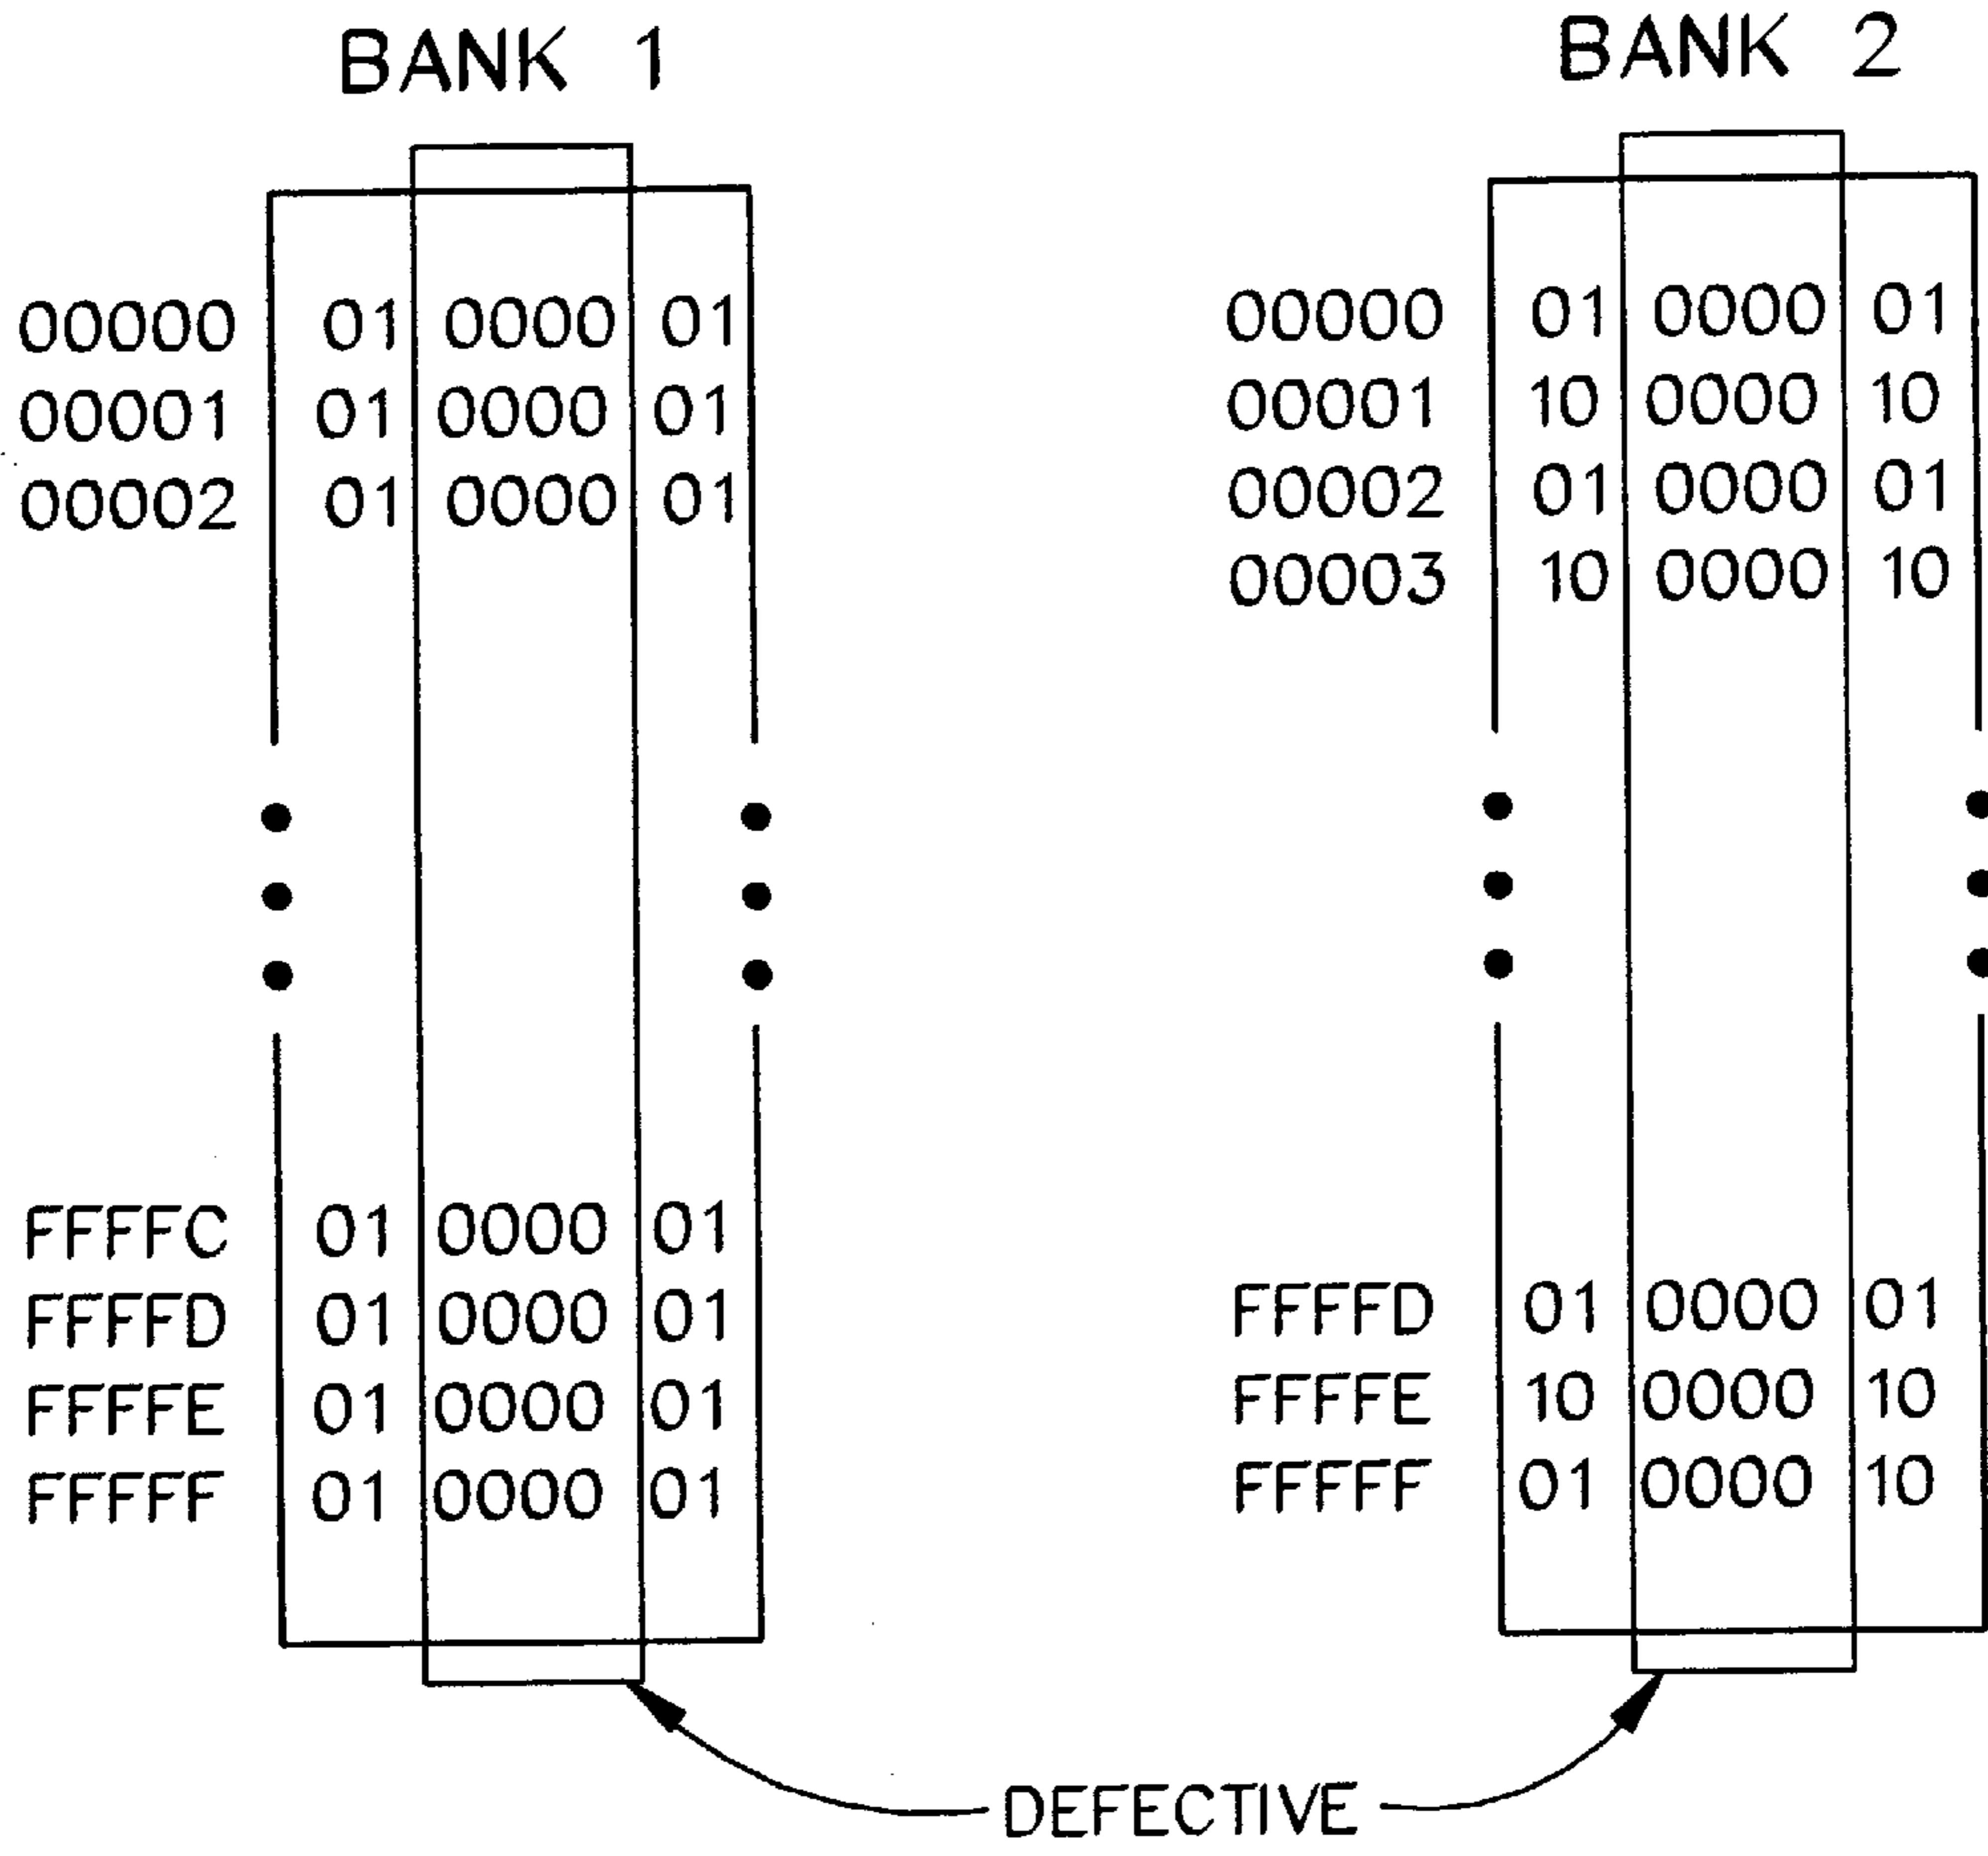 BANK 1
00000 01 0000 01
00001 01 0000 01
00002 01 0000 01
FFFFC 01 0000 01
FFFFD 01 0000 01
FFFFE 01 0000 01
FFFFF 01 0000 01
BANK 2
00000 01 0000 01
00001 10 0000 10
00002 01 0000 01
00003 10 0000 10
FFFFD 01 0000 01
FFFFE 10 0000 10
FFFFF 01 0000 10
DEFECTIVE